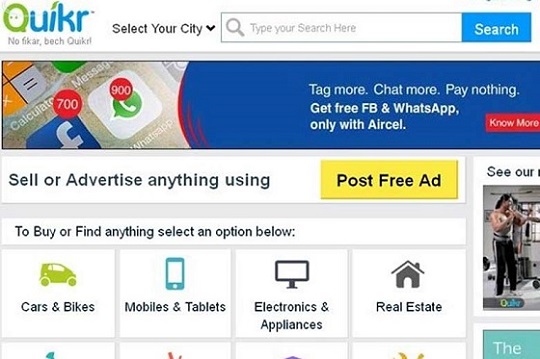 Quikr
No fikar, bech Quikr!
Select Your City
Type your Search Here
Search
Calculator
Messag
700
900
WhatsApp
Tag more. Chat more. Pay nothing.
Get free FB & WhatsApp,
only with Aircel.
Know More
Sell or Advertise anything using
Post Free Ad
See our n
To Buy or Find anything select an option below:
Cars & Bikes
Mobiles & Tablets
Electronics &
Appliances
Real Estate
Quikr
The